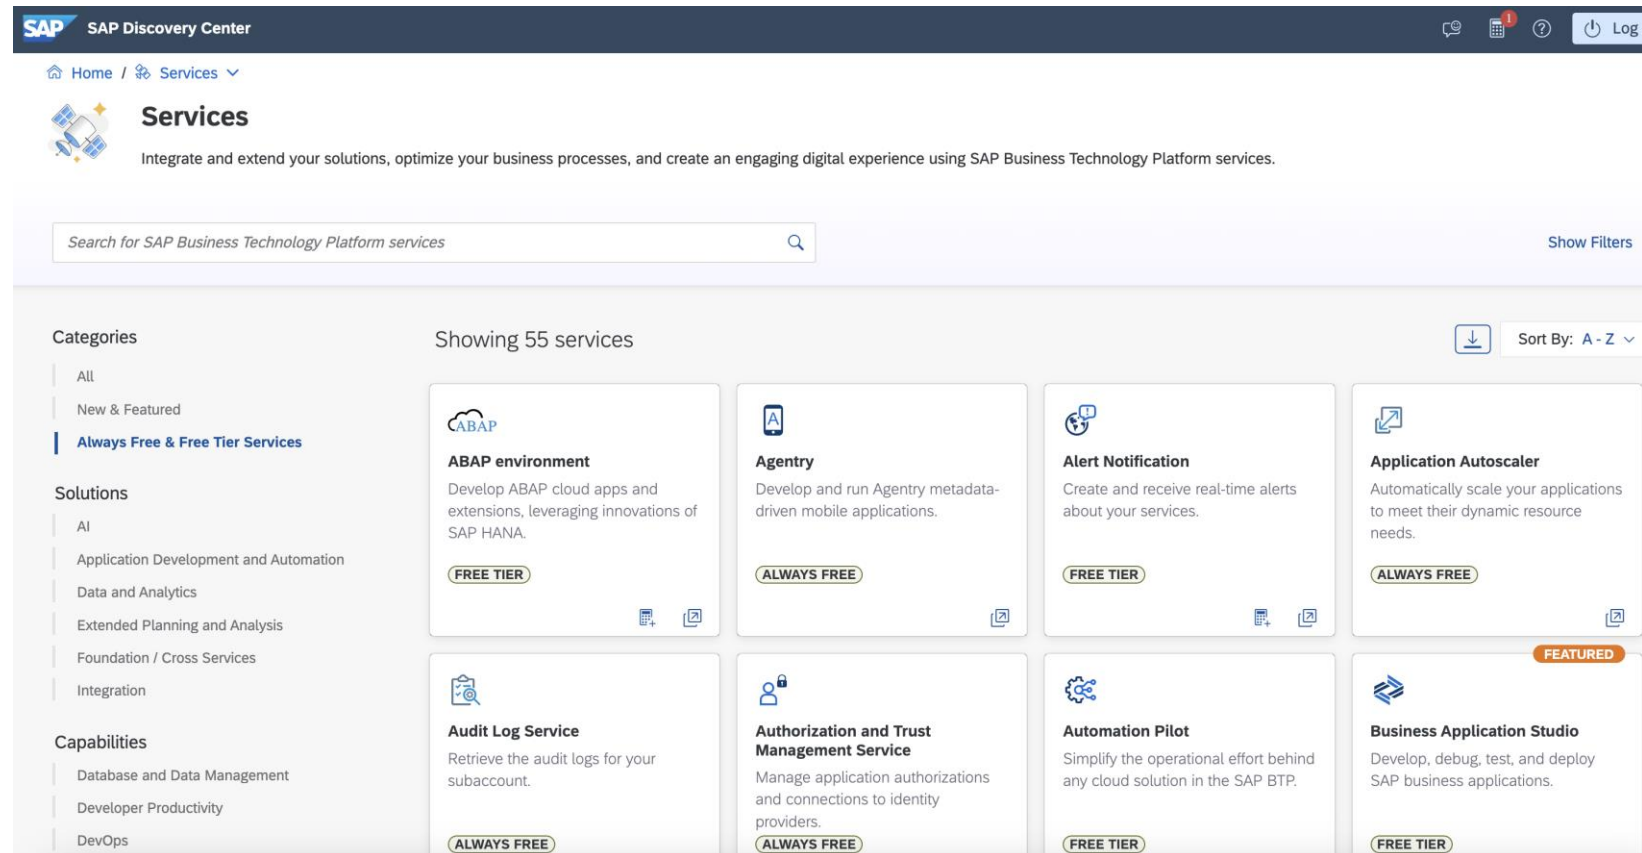 SAP SAP Discovery Center 1 Log
Home / Services
Services
Integrate and extend your solutions, optimize your business processes, and create an engaging digital experience using SAP Business Technology Platform services.
Search for SAP Business Technology Platform services
Show Filters
Categories
All
New & Featured
Always Free & Free Tier Services
Solutions
AI
Application Development and Automation
Data and Analytics
Extended Planning and Analysis
Foundation / Cross Services
Integration
Capabilities
Database and Data Management
Developer Productivity
DevOps
Showing 55 services
Sort By: A - Z
ABAP
ABAP environment
Develop ABAP cloud apps and
extensions, leveraging innovations of
SAP HANA.
FREE TIER
A
Agentry
Develop and run Agentry metadata-
driven mobile applications.
ALWAYS FREE
Alert Notification
Create and receive real-time alerts
about your services.
FREE TIER
Application Autoscaler
Automatically scale your applications
to meet their dynamic resource
needs.
ALWAYS FREE
Audit Log Service
Retrieve the audit logs for your
subaccount.
ALWAYS FREE
Authorization and Trust
Management Service
Manage application authorizations
and connections to identity
providers.
ALWAYS FREE
Automation Pilot
Simplify the operational effort behind
any cloud solution in the SAP BTP.
FREE TIER
FEATURED
Business Application Studio
Develop, debug, test, and deploy
SAP business applications.
FREE TIER